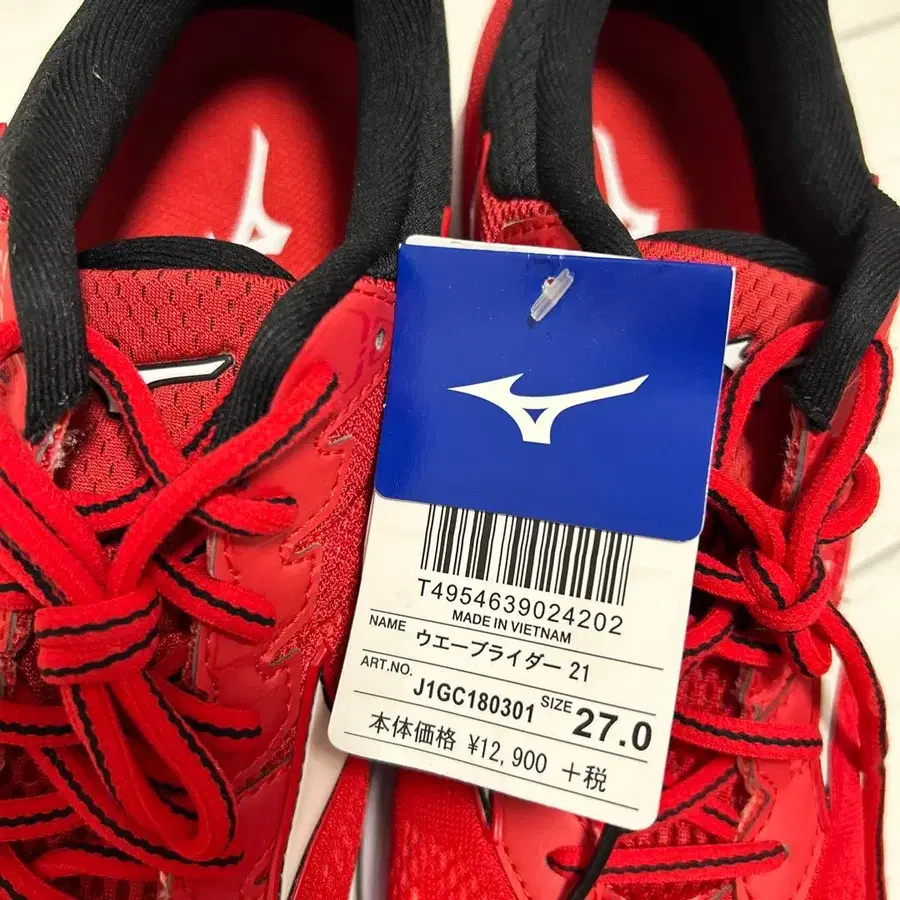 T4954639024202
MADE IN VIETNAM
NAME ウエーブライダー 21
ART.NO. J1GC180301 SIZE 27.0
本体価格 ¥12,900 +税